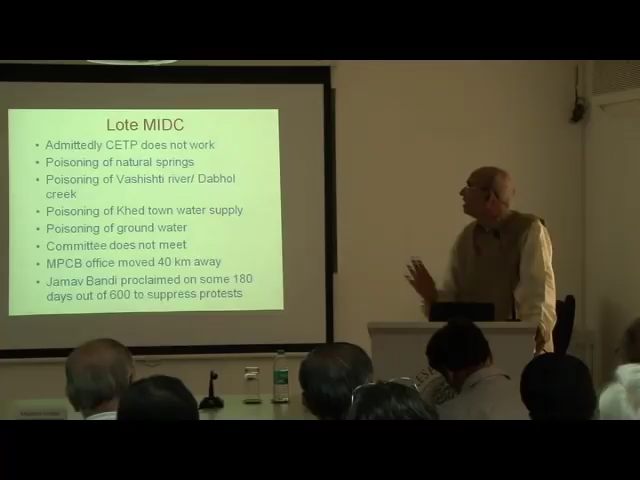 Lote MIDC
• Admittedly CETP does not work
• Poisoning of natural springs
• Poisoning of Vashishti river/ Dabhol
creek
• Poisoning of Khed town water supply
• Poisoning of ground water
• Committee does not meet
• MPCB office moved 40 km away
• Jamav Bandi proclaimed on some 180
days out of 600 to suppress protests